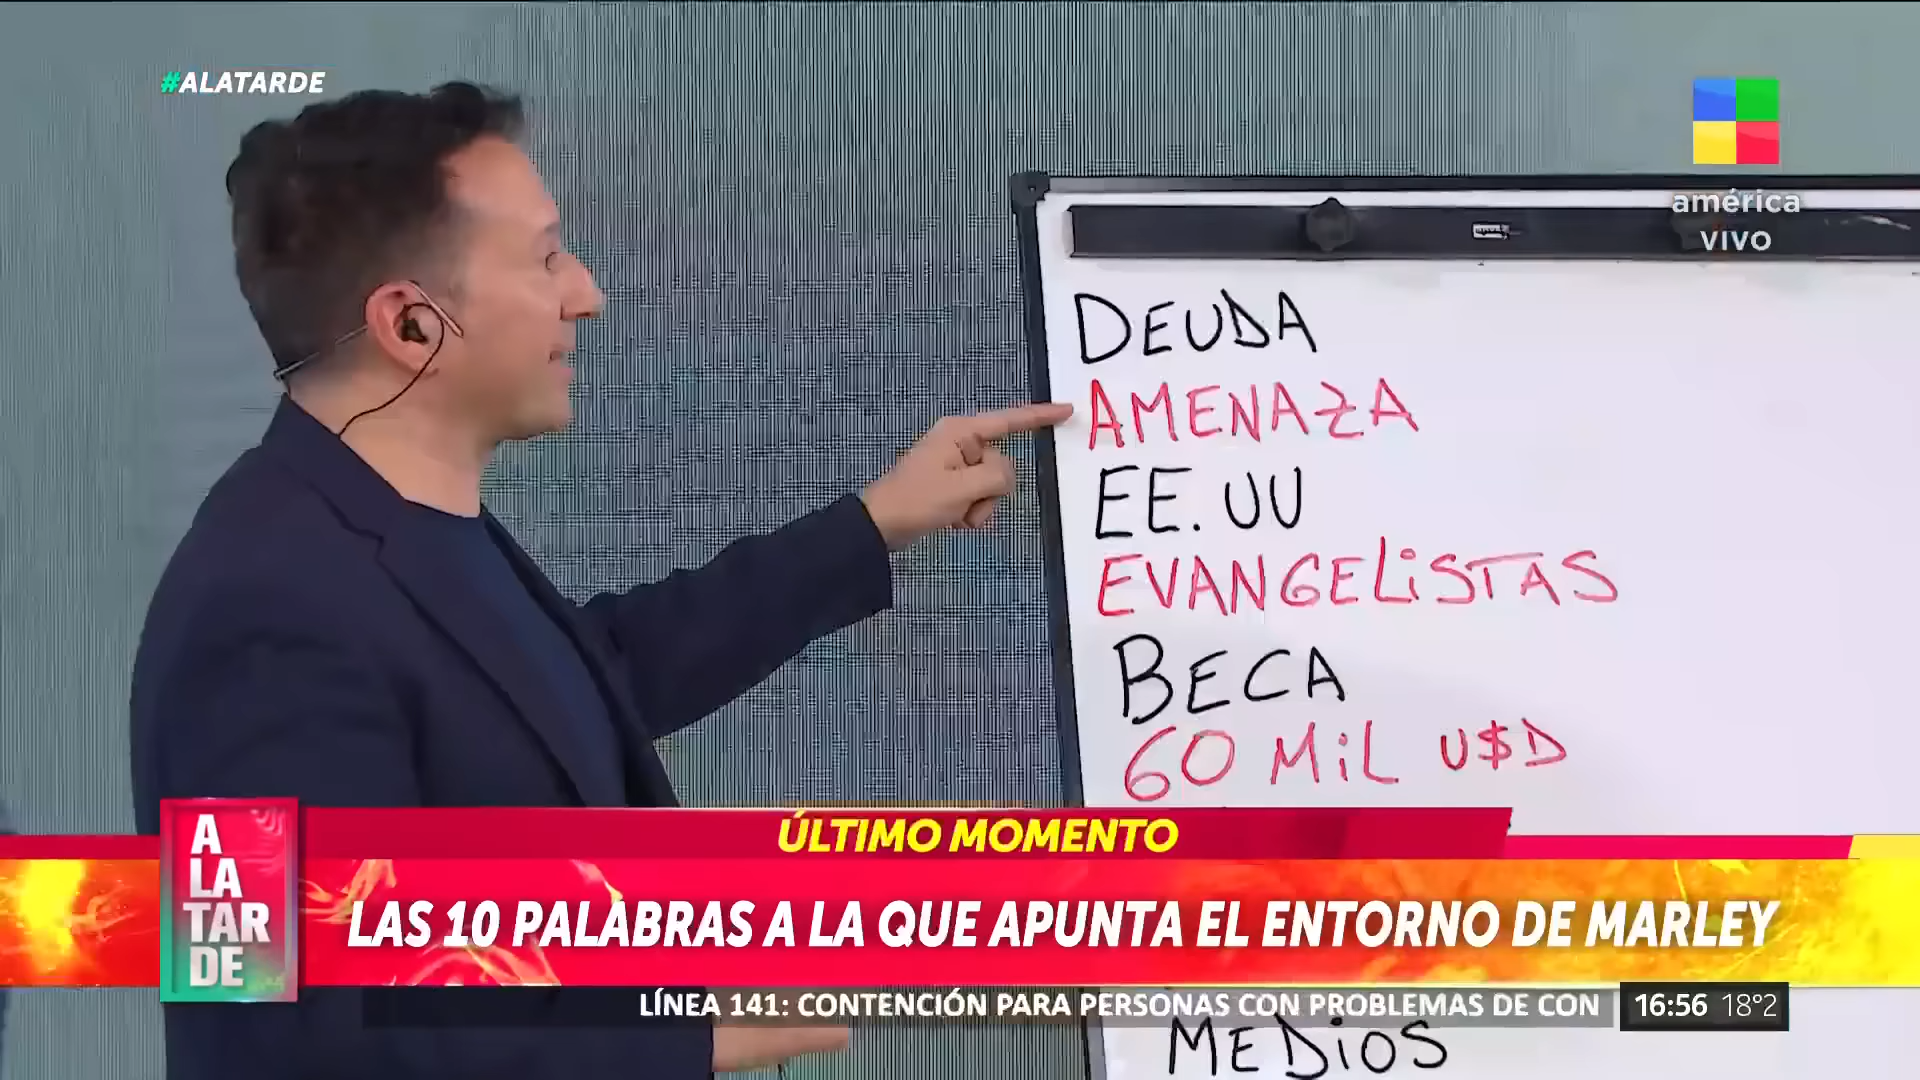 #ALATARDE
américa
VIVO
DEUDA
AMENAZA
EE.UU
EVANGELiSTAS
BECA
60 MiL U$D
ÚLTIMO MOMENTO
A
LA
TAR
DE
LAS 10 PALABRAS A LA QUE APUNTA EL ENTORNO DE MARLEY
LÍNEA 141: CONTENCIÓN PARA PERSONAS CON PROBLEMAS DE CON
16:56 18°2
MEDiOS